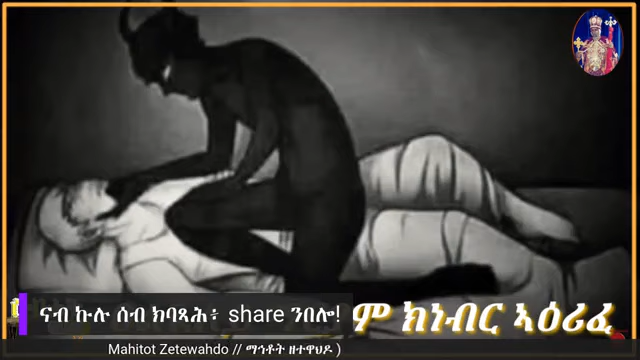 ናብ ኩሉ ሰብ ክባጻሕ፥ share ንበሎ!
ም ክነብር ኣዕሪፈ
Mahitot Zetewahdo // ማኅቶት ዘተዋህዶ )